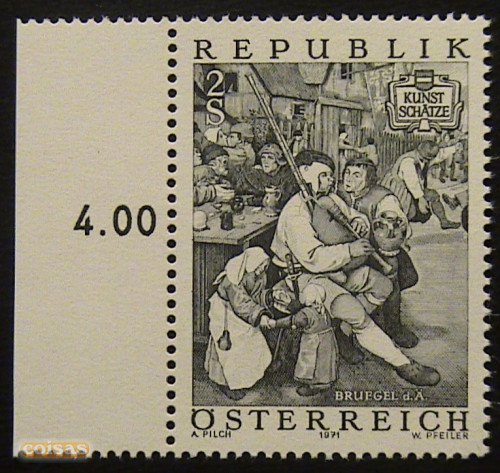 REPUBLIK
2S
KUNST
SCHÄTZE
4.00
BRUEGEL d.Ä.
ÖSTERREICH
A. PILCH 1971 W. PFEILER
coisas